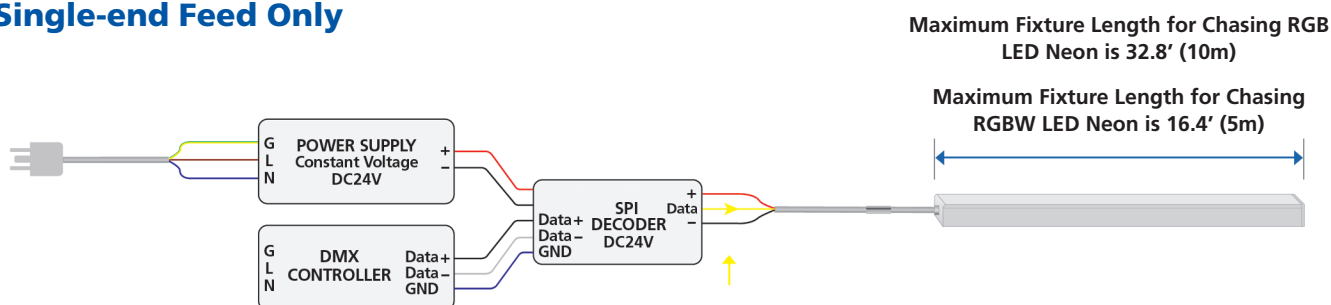 Single-end Feed Only
Maximum Fixture Length for Chasing RGB
LED Neon is 32.8’ (10m)
Maximum Fixture Length for Chasing
RGBW LED Neon is 16.4’ (5m)
G
L
N
POWER SUPPLY
Constant Voltage
DC24V
+
–
Data+
Data–
GND
SPI
DECODER
DC24V
+
Data
–
G
L
N
DMX
CONTROLLER
Data+
Data–
GND